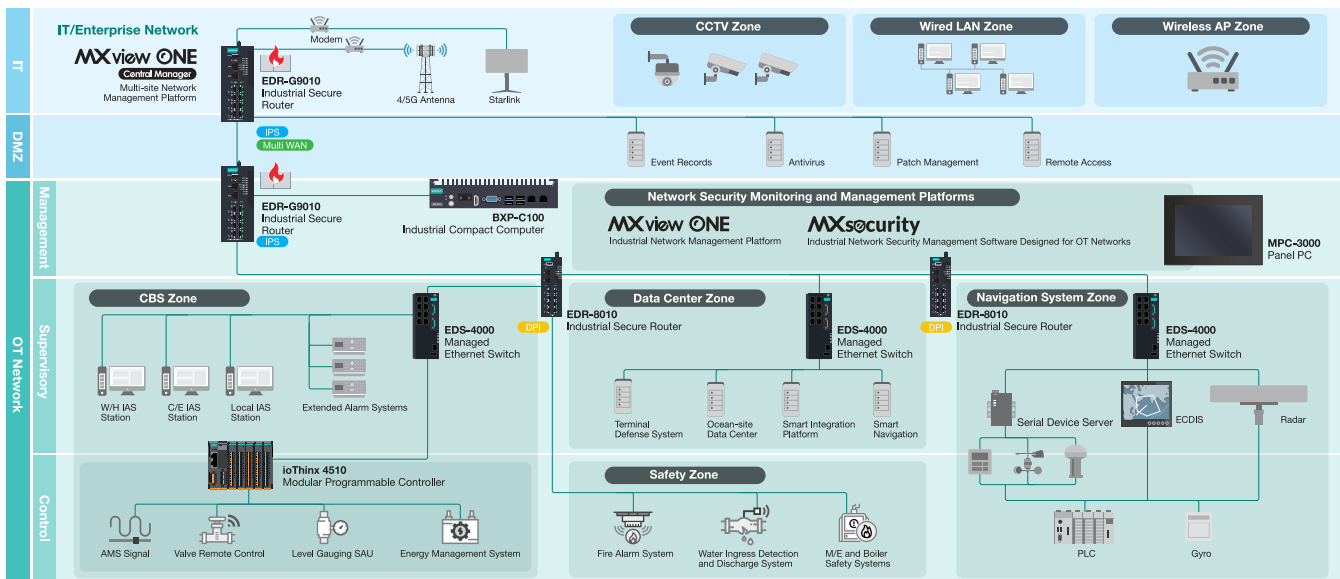 IT
IT/Enterprise Network
MXview ONE
Central Manager
Multi-site Network
Management Platform
EDR-G9010
Industrial Secure
Router
IPS
Multi WAN
Modem
4/5G Antenna
Starlink
CCTV Zone
Wired LAN Zone
Wireless AP Zone
DMZ
Event Records
Antivirus
Patch Management
Remote Access
OT Network
Management
EDR-G9010
Industrial Secure
Router
IPS
BXP-C100
Industrial Compact Computer
Network Security Monitoring and Management Platforms
MXview ONE
Industrial Network Management Platform
MXsecurity
Industrial Network Security Management Software Designed for OT Networks
MPC-3000
Panel PC
Supervisory
CBS Zone
EDS-4000
Managed
Ethernet Switch
W/H IAS
Station
C/E IAS
Station
Local IAS
Station
Extended Alarm Systems
DPI
EDR-8010
Industrial Secure Router
Data Center Zone
EDS-4000
Managed
Ethernet Switch
Terminal
Defense System
Ocean-site
Data Center
Smart Integration
Platform
Smart
Navigation
DPI
EDR-8010
Industrial Secure Router
Navigation System Zone
EDS-4000
Managed
Ethernet Switch
Serial Device Server
ECDIS
Radar
Control
ioThinx 4510
Modular Programmable Controller
AMS Signal
Valve Remote Control
Level Gauging SAU
Energy Management System
Safety Zone
Fire Alarm System
Water Ingress Detection
and Discharge System
M/E and Boiler
Safety Systems
PLC
Gyro